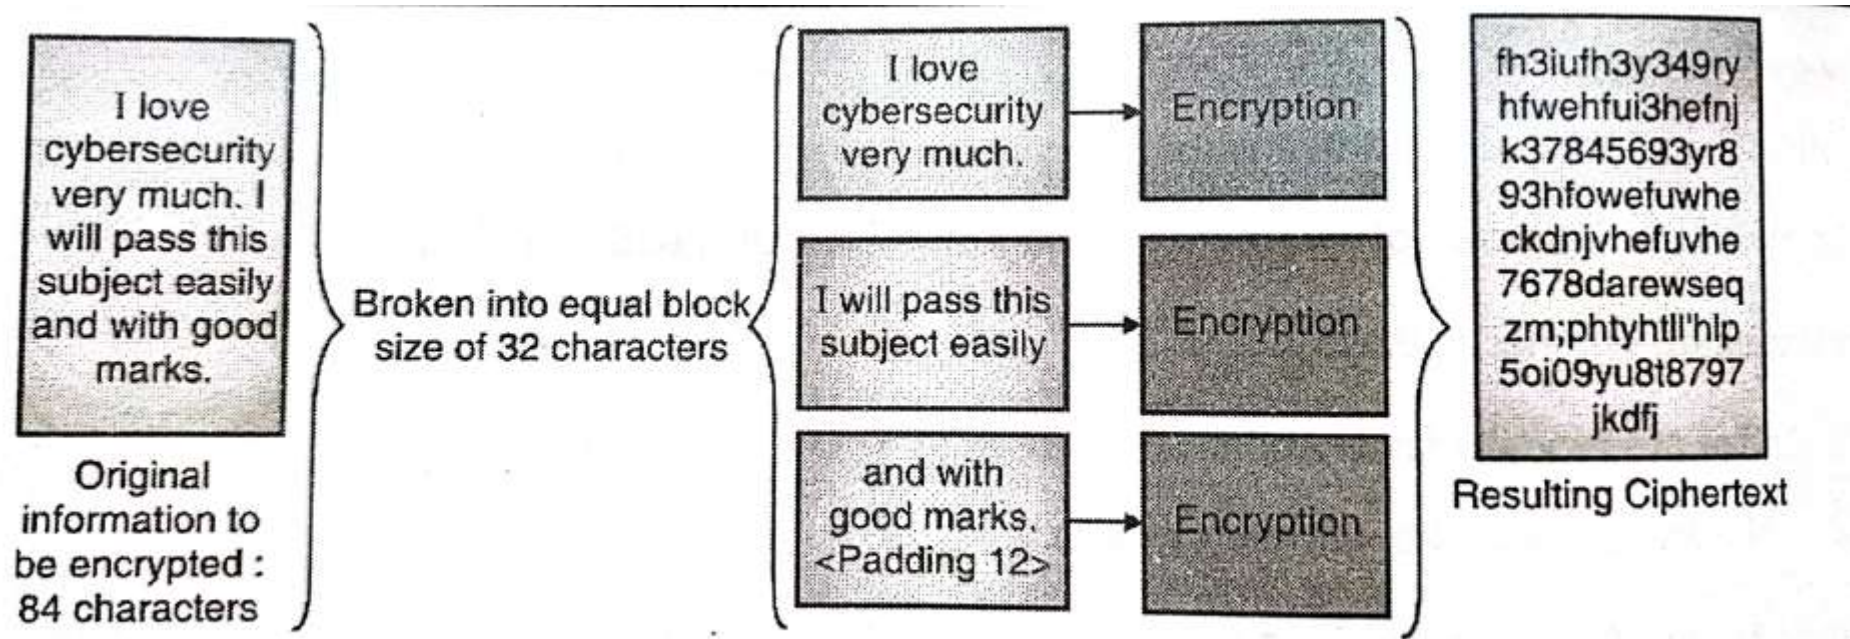 I love
cybersecurity
very much. I
will pass this
subject easily
and with good
marks.
Original
information to
be encrypted :
84 characters
Broken into equal block
size of 32 characters
I love
cybersecurity
very much.
Encryption
I will pass this
subject easily
Encryption
and with
good marks.
<Padding 12>
Encryption
fh3iufh3y349ry
hfwehfui3hefnj
k37845693yr8
93hfowefuwhe
ckdnjvhefuvhe
7678darewseq
zm;phtyhtll'hlp
5oi09yu8t8797
jkdfj
Resulting Ciphertext